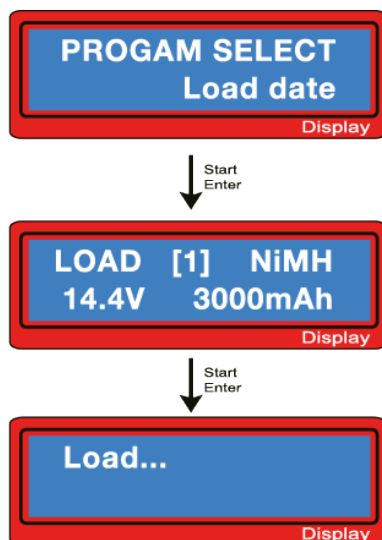 PROGAM SELECT
Load date
Display
Start
Enter
LOAD [1] NiMH
14.4V 3000mAh
Display
Start
Enter
Load...
Display